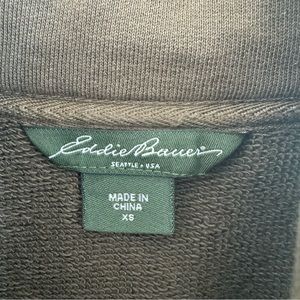 Eddie Bauer®
SEATTLE • USA
MADE IN
CHINA
XS